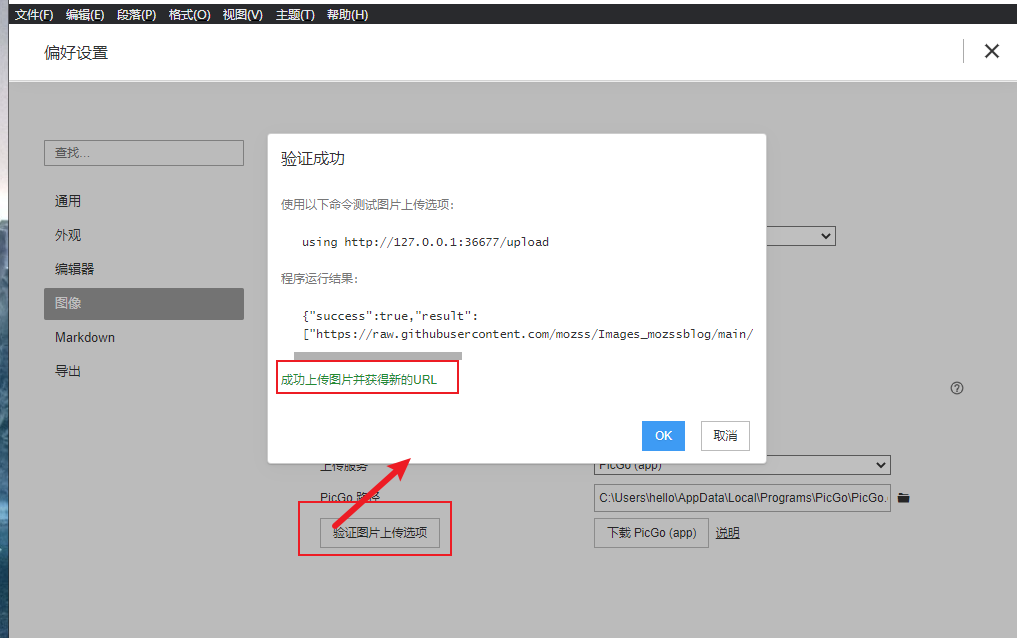 文件(F) 编辑(E) 段落(P) 格式(O) 视图(V) 主题(T) 帮助(H)
偏好设置
查找...
通用
外观
编辑器
图像
Markdown
导出
验证成功
使用以下命令测试图片上传选项:
using http://127.0.0.1:36677/upload
程序运行结果:
{"success":true,"result":
["https://raw.githubusercontent.com/mozss/Images_mozssblog/main/
成功上传图片并获得新的URL
OK 取消
上传服务 PicGo (app)
PicGo 路径 C:\Users\hello\AppData\Local\Programs\PicGo\PicGo.
验证图片上传选项 下载 PicGo (app) 说明